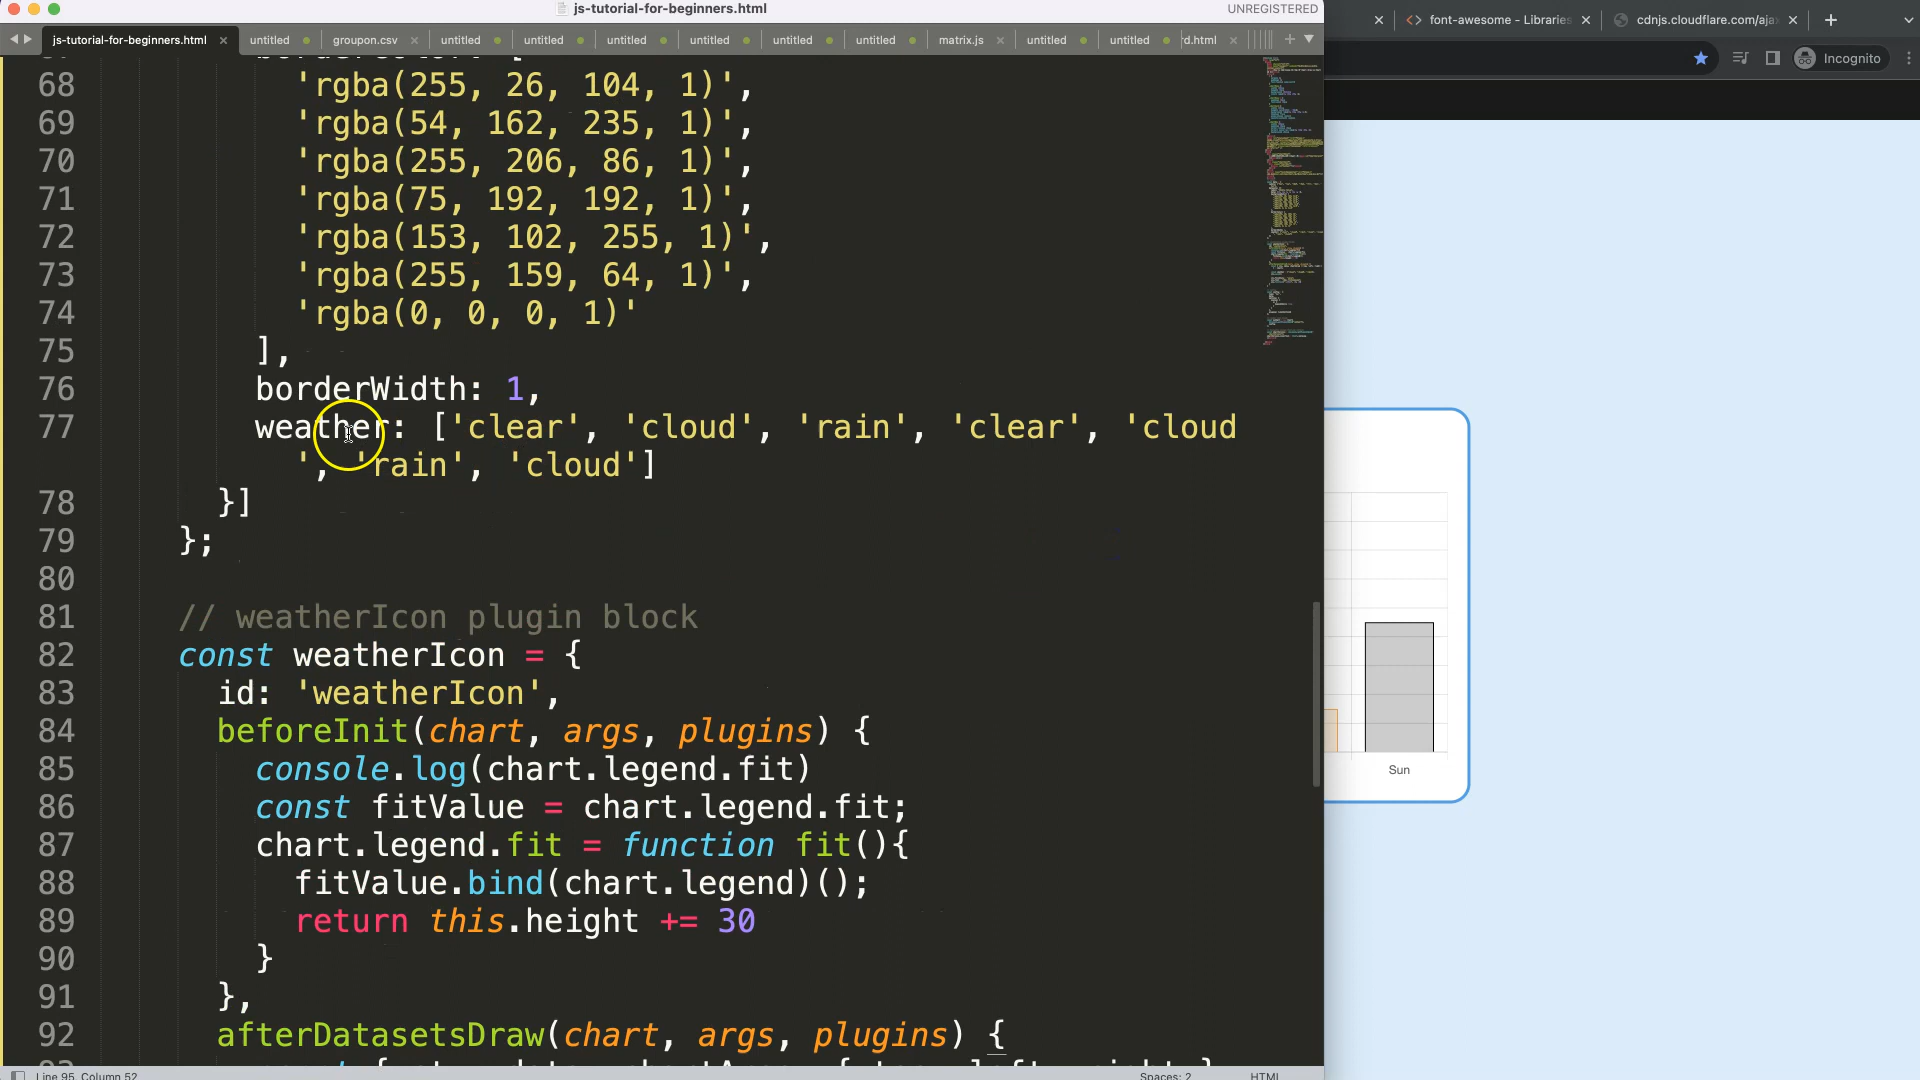 js-tutorial-for-beginners.html
UNREGISTERED
js-tutorial-for-beginners.html
untitled
groupon.csv
untitled
untitled
untitled
untitled
untitled
untitled
matrix.js
untitled
untitled
rd.html
font-awesome - Libraries
cdnjs.cloudflare.com/aja
Incognito
68 'rgba(255, 26, 104, 1)',
69 'rgba(54, 162, 235, 1)',
70 'rgba(255, 206, 86, 1)',
71 'rgba(75, 192, 192, 1)',
72 'rgba(153, 102, 255, 1)',
73 'rgba(255, 159, 64, 1)',
74 'rgba(0, 0, 0, 1)'
75 ],
76 borderWidth: 1,
77 weather: ['clear', 'cloud', 'rain', 'clear', 'cloud
', 'rain', 'cloud']
78 }]
79 };
80
81 // weatherIcon plugin block
82 const weatherIcon = {
83 id: 'weatherIcon',
84 beforeInit(chart, args, plugins) {
85 console.log(chart.legend.fit)
86 const fitValue = chart.legend.fit;
87 chart.legend.fit = function fit(){
88 fitValue.bind(chart.legend)();
89 return this.height += 30
90 }
91 },
92 afterDatasetsDraw(chart, args, plugins) {
Sun
Line 95, Column 52
Spaces: 2
HTML